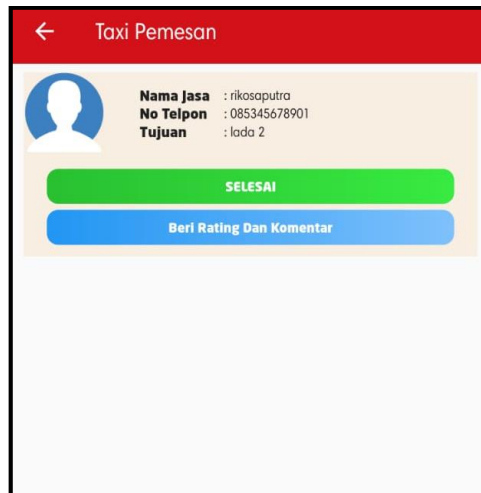 Taxi Pemesan
Nama Jasa : rikosaputra
No Telpon : 085345678901
Tujuan : lada 2
SELESAI
Beri Rating Dan Komentar